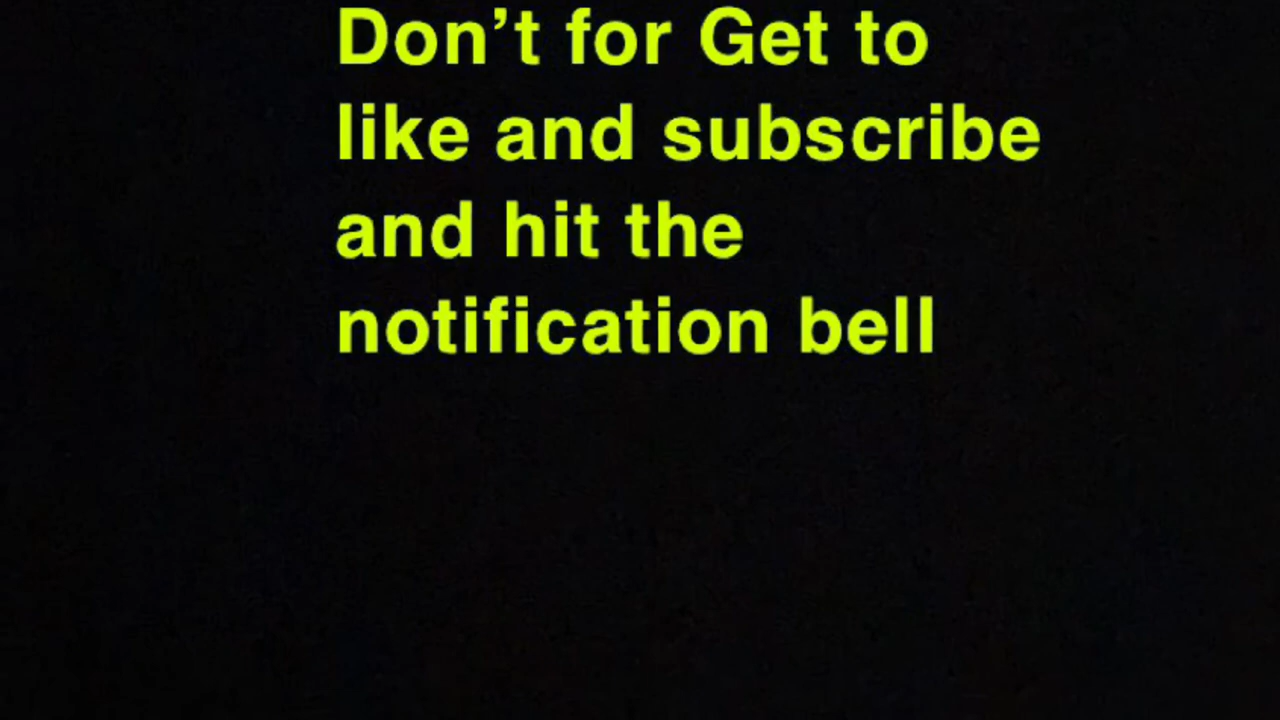 Don’t for Get to
like and subscribe
and hit the
notification bell